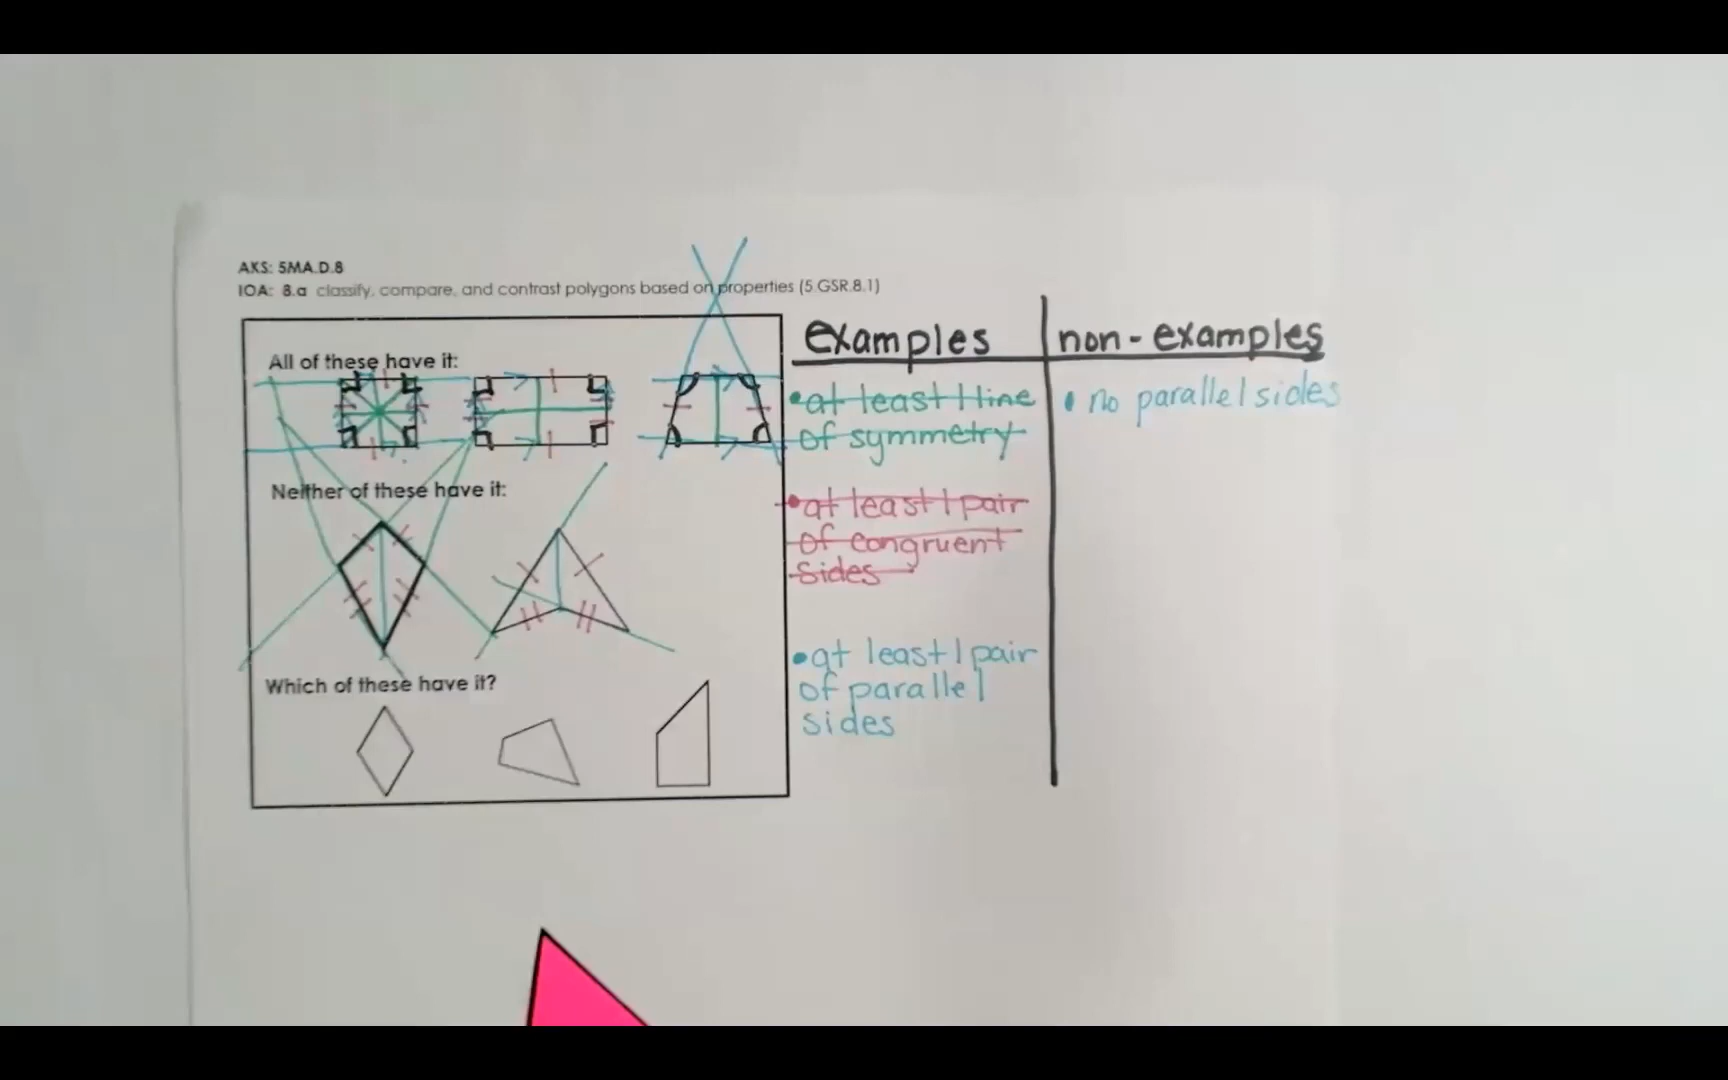 AKS: 5MA.D.8
IOA: 8.a classify, compare, and contrast polygons based on properties (5.GSR.8.1)
examples
non-examples
All of these have it:
• at least 1 line
of symmetry
• no parallel sides
Neither of these have it:
• at least 1 pair
of congruent
sides
• at least 1 pair
of parallel
sides
Which of these have it?